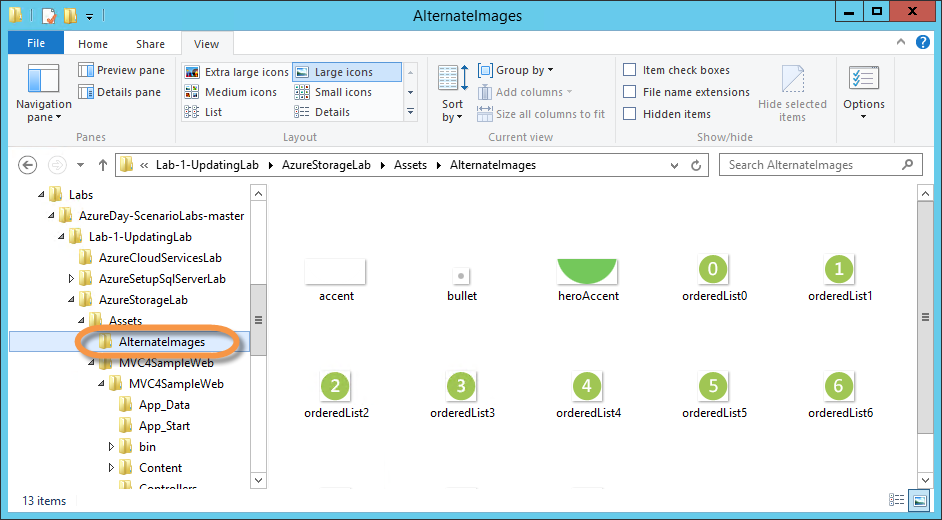 AlternateImages
File Home Share View
Navigation pane
Preview pane
Details pane
Panes
Extra large icons Large icons
Medium icons Small icons
List Details
Layout
Sort by
Group by
Add columns
Size all columns to fit
Current view
Item check boxes
File name extensions
Hidden items
Hide selected items
Show/hide
Options
« Lab-1-UpdatingLab AzureStorageLab Assets AlternateImages
Search AlternateImages
Labs
AzureDay-ScenarioLabs-master
Lab-1-UpdatingLab
AzureCloudServicesLab
AzureSetupSqlServerLab
AzureStorageLab
Assets
AlternateImages
MVC4SampleWeb
MVC4SampleWeb
App_Data
App_Start
bin
Content
Controllers
0 1
accent bullet heroAccent orderedList0 orderedList1
2 3 4 5 6
orderedList2 orderedList3 orderedList4 orderedList5 orderedList6
13 items